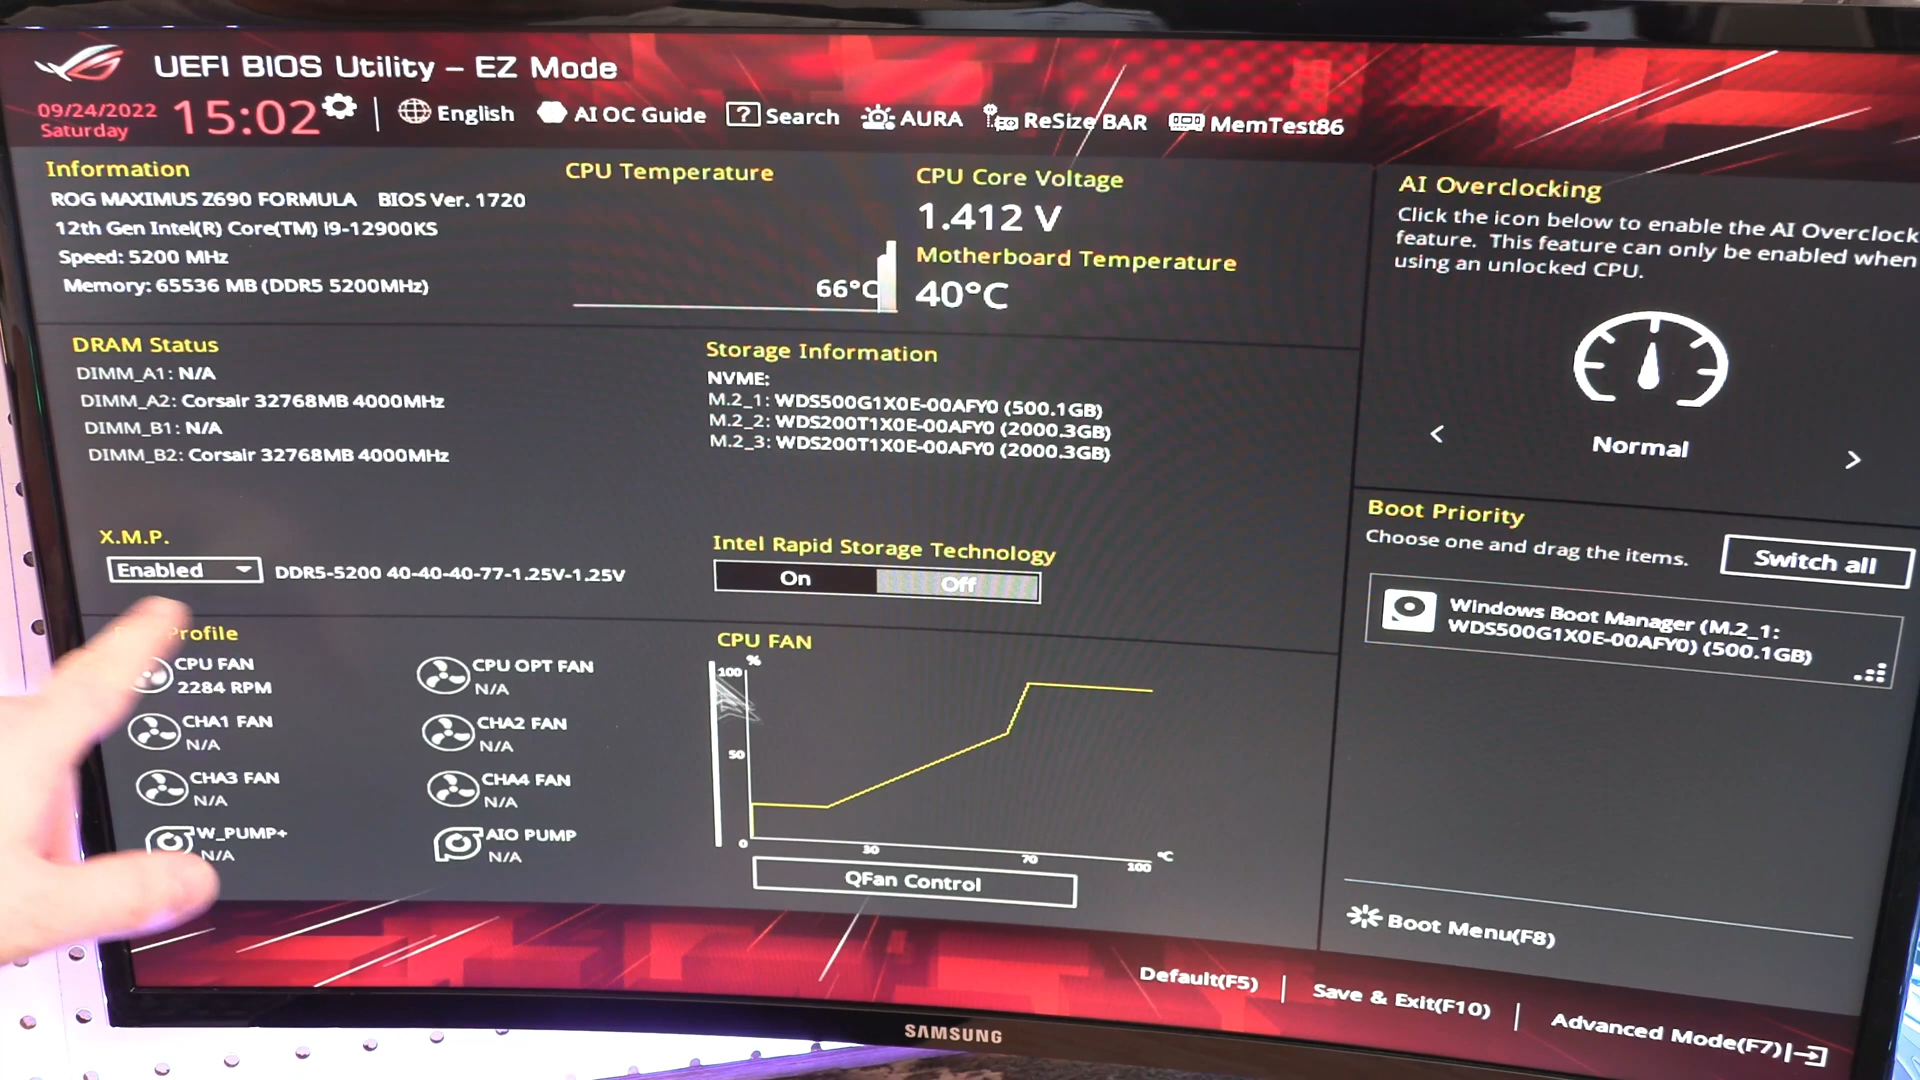 UEFI BIOS Utility – EZ Mode
09/24/2022
Saturday
15:02
English
AI OC Guide
? Search
AURA
ReSize BAR
MemTest86
Information
ROG MAXIMUS Z690 FORMULA BIOS Ver. 1720
12th Gen Intel(R) Core(TM) i9-12900KS
Speed: 5200 MHz
Memory: 65536 MB (DDR5 5200MHz)
CPU Temperature
66°C
CPU Core Voltage
1.412 V
Motherboard Temperature
40°C
AI Overclocking
Click the icon below to enable the AI Overclock
feature. This feature can only be enabled when
using an unlocked CPU.
Normal
DRAM Status
DIMM_A1: N/A
DIMM_A2: Corsair 32768MB 4000MHz
DIMM_B1: N/A
DIMM_B2: Corsair 32768MB 4000MHz
Storage Information
NVME:
M.2_1: WDS500G1X0E-00AFY0 (500.1GB)
M.2_2: WDS200T1X0E-00AFY0 (2000.3GB)
M.2_3: WDS200T1X0E-00AFY0 (2000.3GB)
X.M.P.
Enabled
DDR5-5200 40-40-40-77-1.25V-1.25V
Intel Rapid Storage Technology
On
Off
Boot Priority
Choose one and drag the items.
Switch all
Windows Boot Manager (M.2_1:
WDS500G1X0E-00AFY0) (500.1GB)
Profile
CPU FAN
2284 RPM
CPU OPT FAN
N/A
CHA1 FAN
N/A
CHA2 FAN
N/A
CHA3 FAN
N/A
CHA4 FAN
N/A
W_PUMP+
N/A
AIO PUMP
N/A
CPU FAN
%
100
50
0
30
70
100
°C
QFan Control
Boot Menu(F8)
Default(F5)
Save & Exit(F10)
Advanced Mode(F7)
SAMSUNG